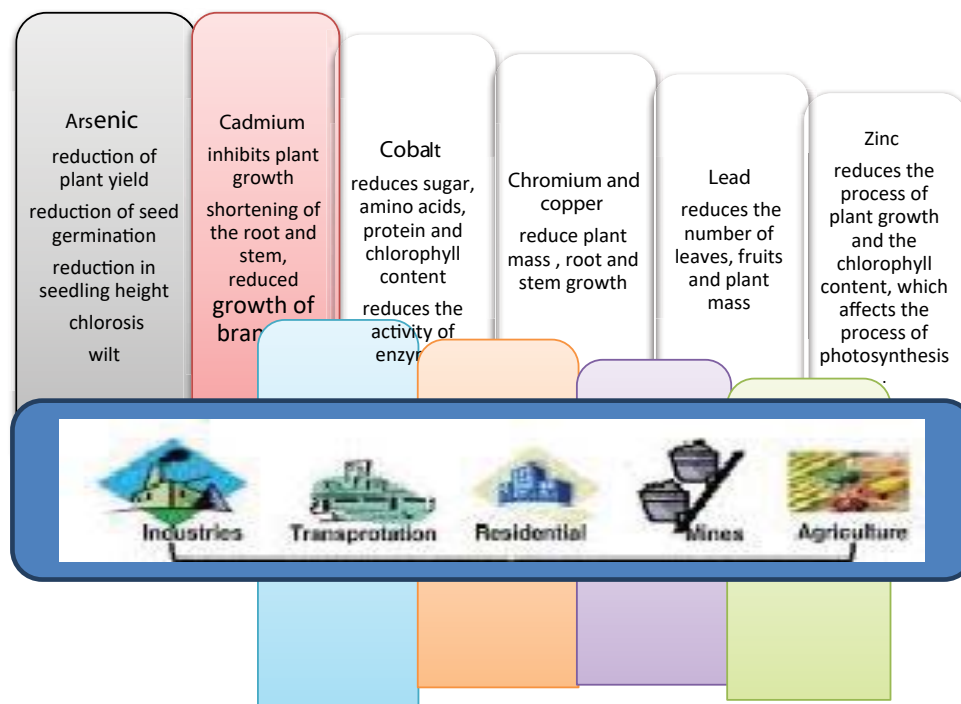 Arsenic
reduction of
plant yield
reduction of seed
germination
reduction in
seedling height
chlorosis
wilt
Cadmium
inhibits plant
growth
shortening of
the root and
stem,
reduced
growth of
Cobalt
reduces sugar,
amino acids,
protein and
chlorophyll
content
reduces the
activity of
Chromium and
copper
reduce plant
mass , root and
stem growth
Lead
reduces the
number of
leaves, fruits
and plant
mass
Zinc
reduces the
process of
plant growth
and the
chlorophyll
content, which
affects the
process of
photosynthesis
.
Industries
Transprotation
Residential
Mines
Agriculture